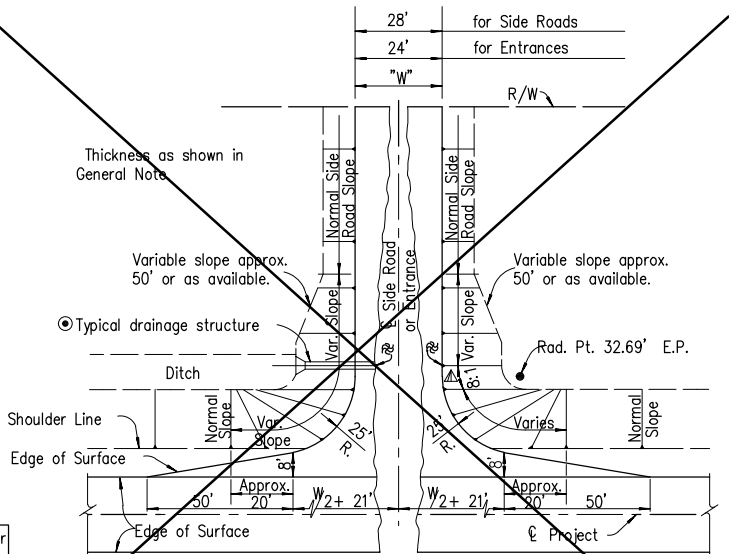 28' for Side Roads
24' for Entrances
"W"
R/W
Thickness as shown in
General Note
Normal Side
Road Slope
Normal Side
Road Slope
Variable slope approx.
50' or as available.
Variable slope approx.
50' or as available.
Var. Slope
℄ Side Road
or Entrance
Var. Slope
8:1
Typical drainage structure
Rad. Pt. 32.69' E.P.
Ditch
Shoulder Line
Normal
Slope
Var.
Slope
25'
R.
25'
R.
Varies
Normal
Slope
Edge of Surface
8'
8'
Approx.
Approx.
50' 20' W/2+ 21' W/2+ 21' 20' 50'
Edge of Surface
℄ Project
r